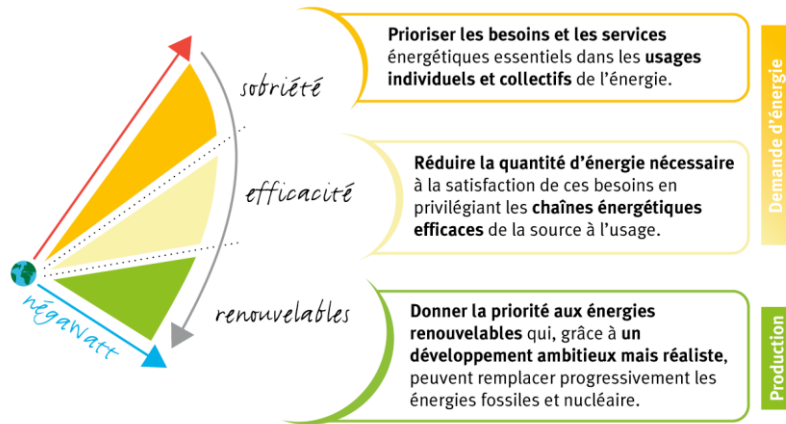 Prioriser les besoins et les services
énergétiques essentiels dans les usages
individuels et collectifs de l'énergie.
sobriété
Demande d'énergie
Réduire la quantité d'énergie nécessaire
à la satisfaction de ces besoins en
privilégiant les chaînes énergétiques
efficaces de la source à l'usage.
efficacité
négaWatt
renouvelables
Donner la priorité aux énergies
renouvelables qui, grâce à un
développement ambitieux mais réaliste,
peuvent remplacer progressivement les
énergies fossiles et nucléaire.
Production